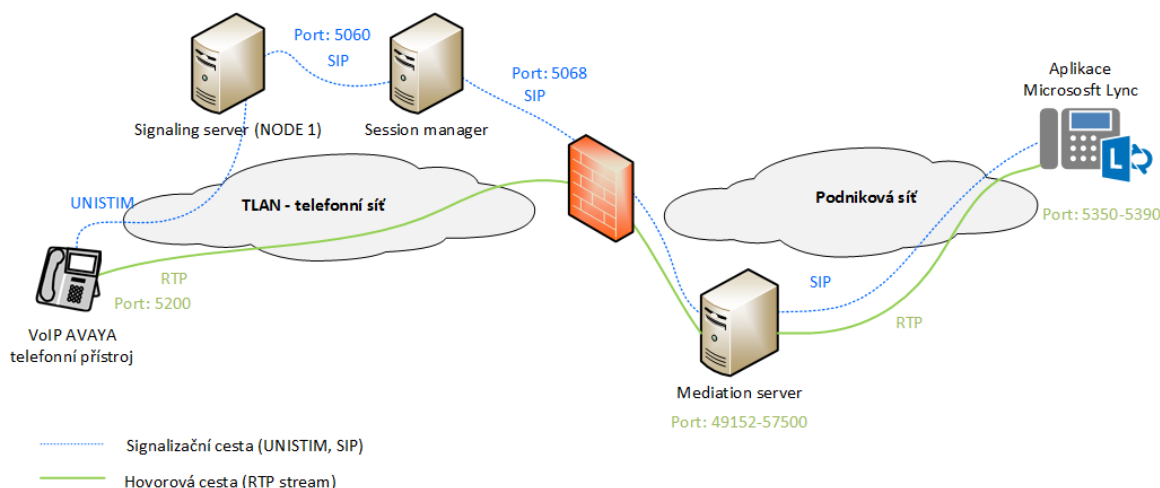 Port: 5060
SIP
Signaling server (NODE 1)
Session manager
Port: 5068
SIP
Aplikace
Micrososft Lync
L
UNISTIM
TLAN - telefonní síť
Podniková síť
Port: 5350-5390
RTP
Port: 5200
VoIP AVAYA
telefonní přístroj
SIP
RTP
Mediation server
Port: 49152-57500
Signalizační cesta (UNISTIM, SIP)
Hovorová cesta (RTP stream)